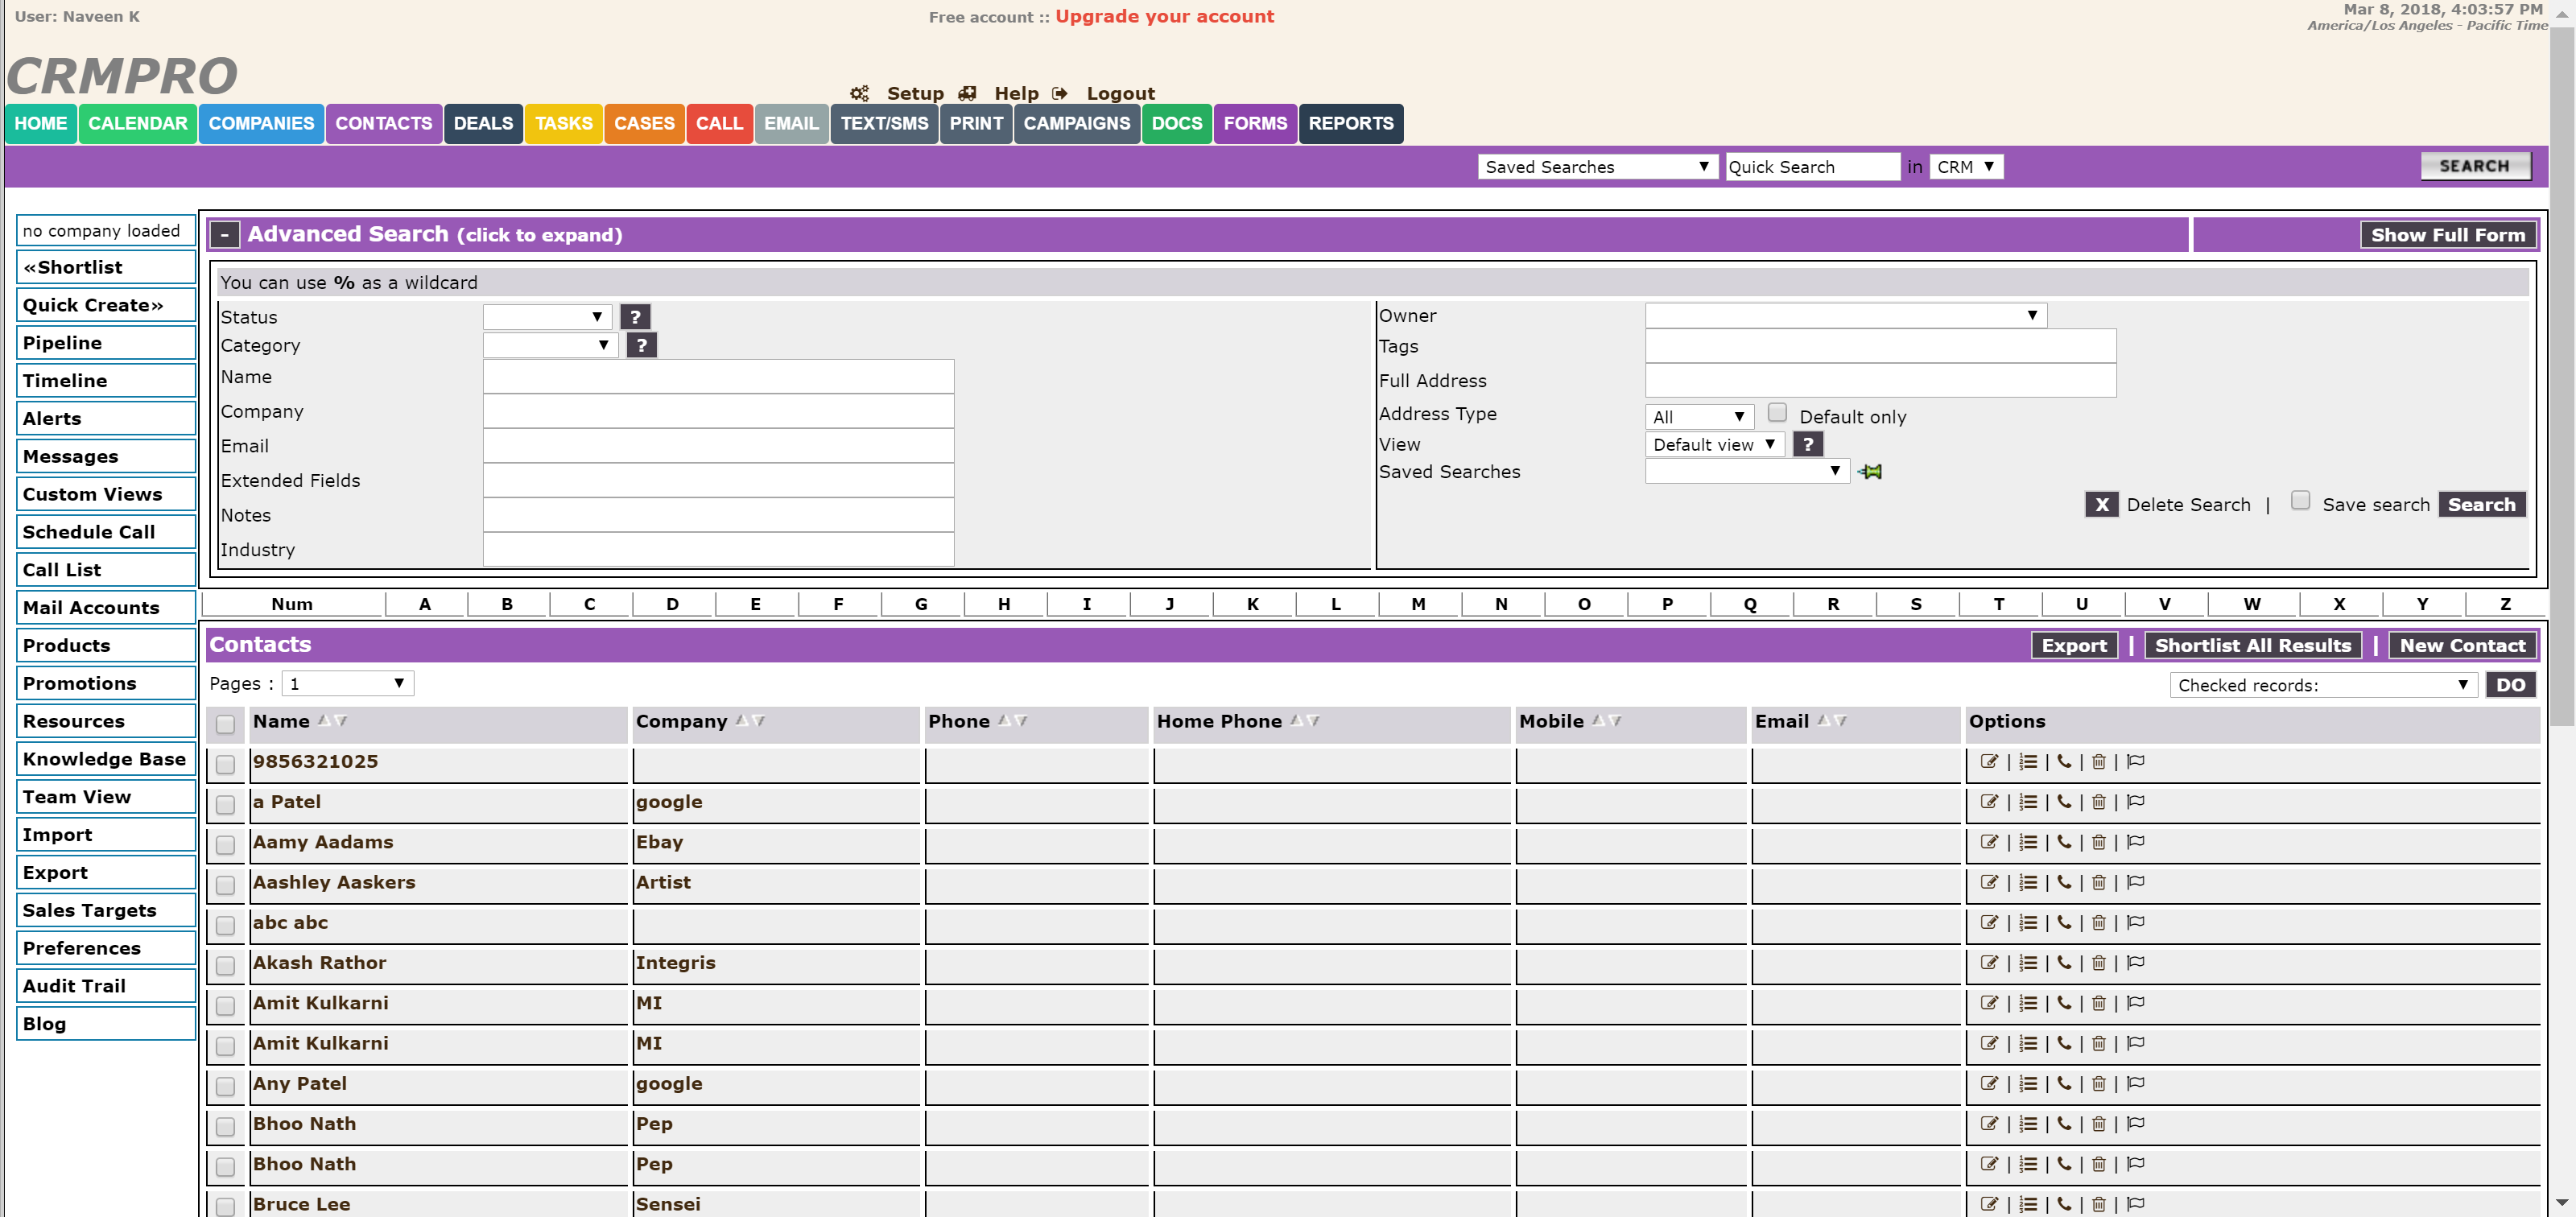 User: Naveen K
Free account :: Upgrade your account
Mar 8, 2018, 4:03:57 PM
America/Los Angeles - Pacific Time
CRMPRO
Setup Help Logout
HOME CALENDAR COMPANIES CONTACTS DEALS TASKS CASES CALL EMAIL TEXT/SMS PRINT CAMPAIGNS DOCS FORMS REPORTS
Saved Searches Quick Search in CRM SEARCH
no company loaded
«Shortlist
Quick Create»
Pipeline
Timeline
Alerts
Messages
Custom Views
Schedule Call
Call List
Mail Accounts
Products
Promotions
Resources
Knowledge Base
Team View
Import
Export
Sales Targets
Preferences
Audit Trail
Blog
- Advanced Search (click to expand) Show Full Form
You can use % as a wildcard
Status ?
Category ?
Name
Company
Email
Extended Fields
Notes
Industry
Owner
Tags
Full Address
Address Type All Default only
View Default view ?
Saved Searches
X Delete Search | Save search Search
Num A B C D E F G H I J K L M N O P Q R S T U V W X Y Z
Contacts Export | Shortlist All Results | New Contact
Pages : 1 Checked records: DO
Name Company Phone Home Phone Mobile Email Options
9856321025 | | | |
a Patel google | | | |
Aamy Aadams Ebay | | | |
Aashley Aaskers Artist | | | |
abc abc | | | |
Akash Rathor Integris | | | |
Amit Kulkarni MI | | | |
Amit Kulkarni MI | | | |
Any Patel google | | | |
Bhoo Nath Pep | | | |
Bhoo Nath Pep | | | |
Bruce Lee Sensei | | | |